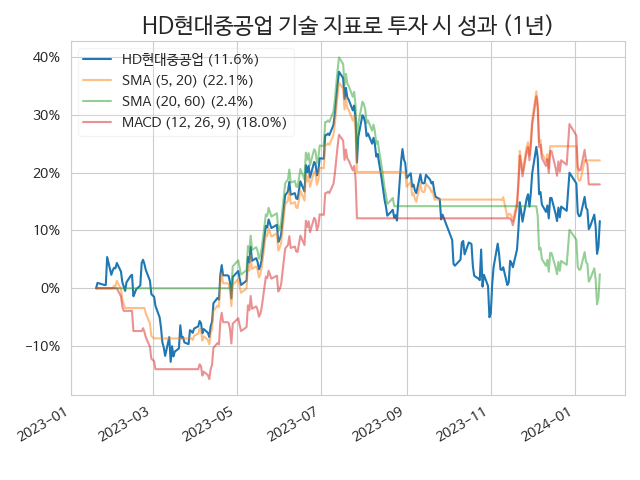 HD현대중공업 기술 지표로 투자 시 성과 (1년)
HD현대중공업 (11.6%)
SMA (5, 20) (22.1%)
SMA (20, 60) (2.4%)
MACD (12, 26, 9) (18.0%)
40%
30%
20%
10%
0%
−10%
2023−01
2023−03
2023−05
2023−07
2023−09
2023−11
2024−01